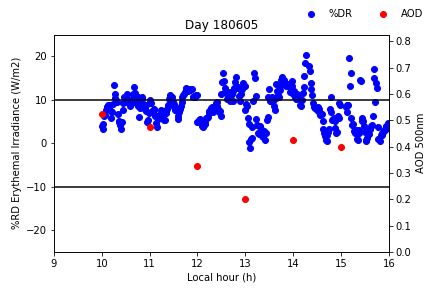 %DR AOD
Day 180605
%RD Erythemal Irradiance (W/m2)
20
10
0
−10
−20
0.8
0.7
0.6
0.5
0.4
0.3
0.2
0.1
0.0
AOD 500nm
9 10 11 12 13 14 15 16
Local hour (h)